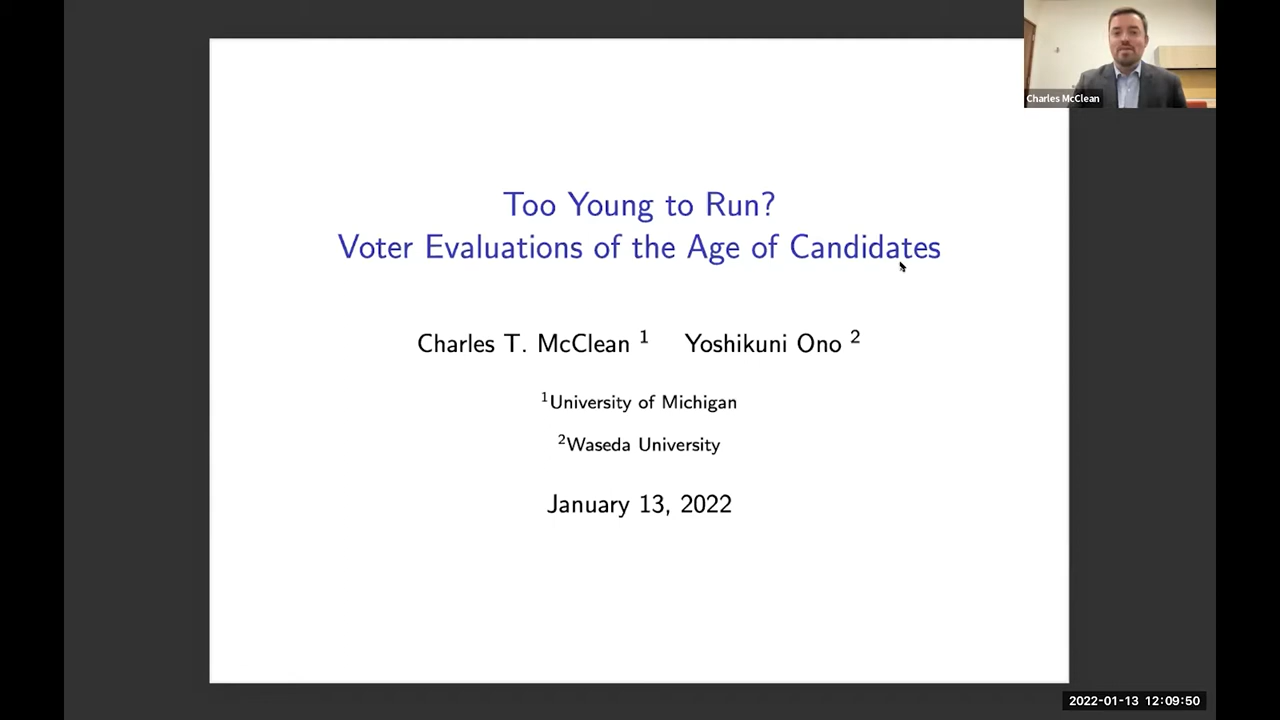 Charles McClean
Too Young to Run?
Voter Evaluations of the Age of Candidates
Charles T. McClean ¹ Yoshikuni Ono ²
¹University of Michigan
²Waseda University
January 13, 2022
2022-01-13 12:09:50